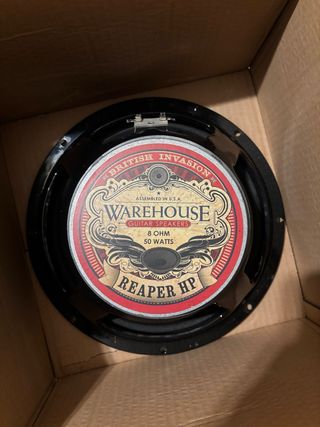 BRITISH INVASION
ASSEMBLED IN U.S.A.
WAREHOUSE
GUITAR SPEAKERS
8 OHM
50 WATTS
REAPER HP